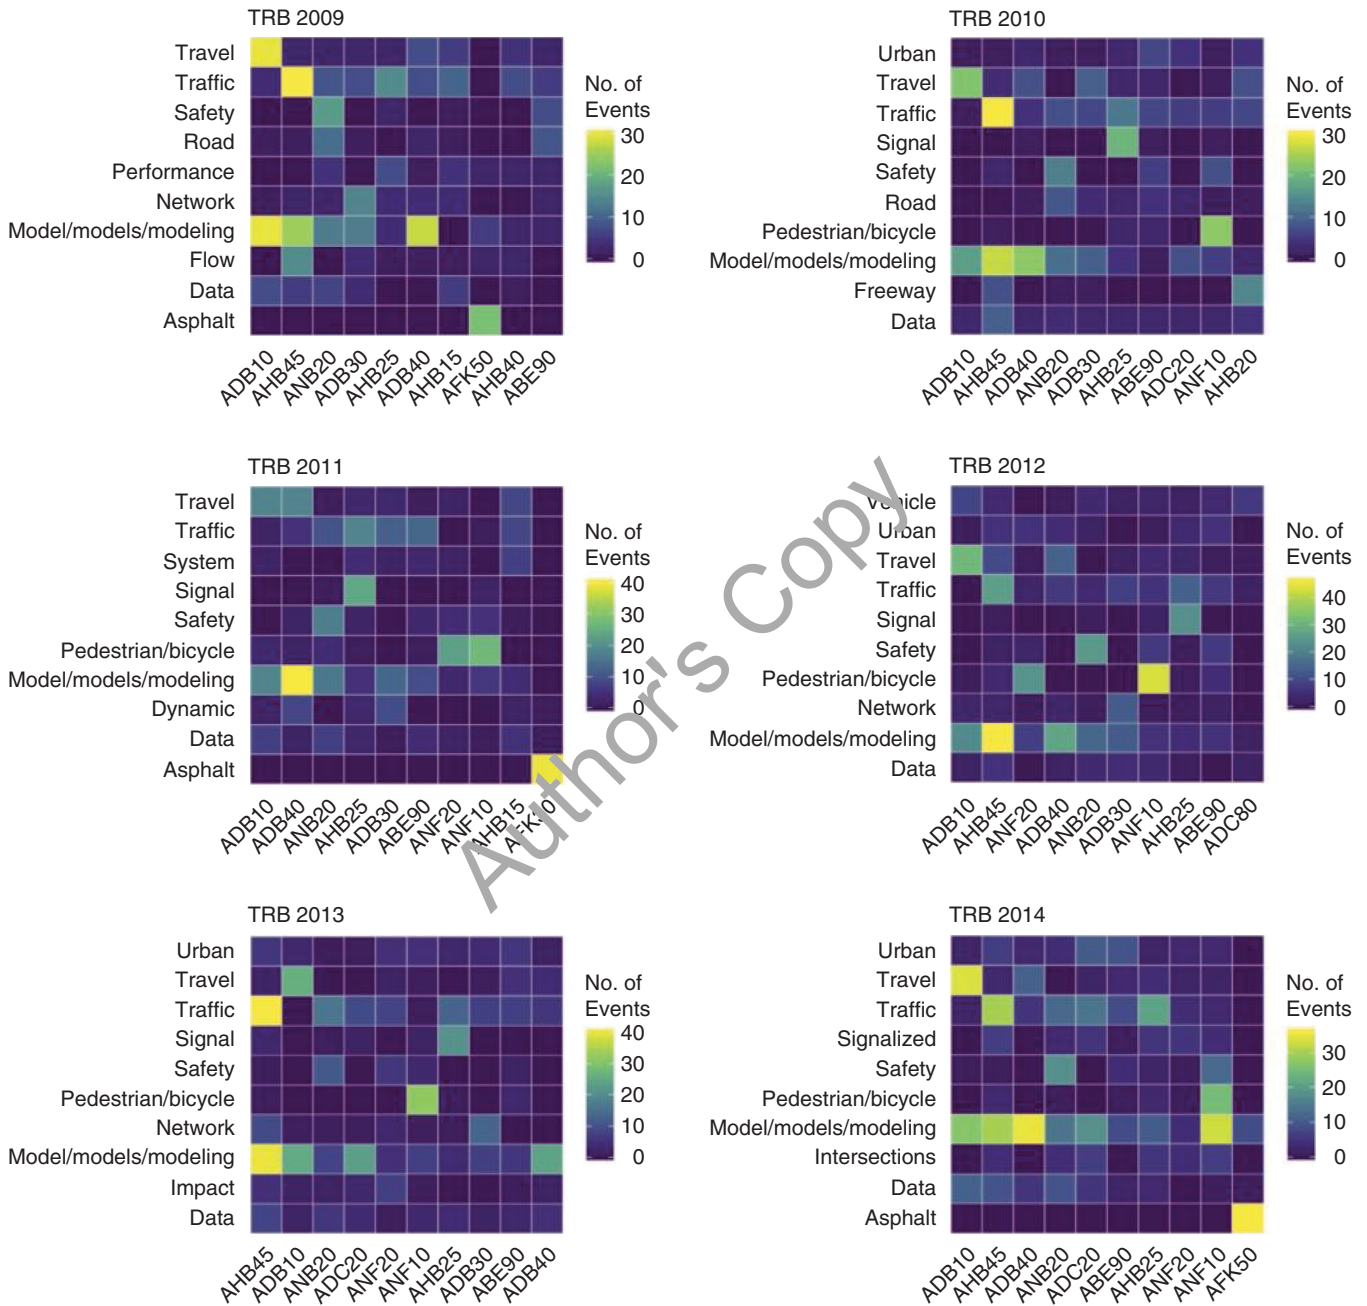 TRB 2009
Travel
Traffic
Safety
Road
Performance
Network
Model/models/modeling
Flow
Data
Asphalt
ADB10
AHB45
ANB20
ADB30
AHB25
ADB40
AHB15
AFK50
AHB40
ABE90
No. of
Events
30
20
10
0
TRB 2010
Urban
Travel
Traffic
Signal
Safety
Road
Pedestrian/bicycle
Model/models/modeling
Freeway
Data
ADB10
AHB45
ADB40
ANB20
ADB30
AHB25
ABE90
ADC20
ANF10
AHB20
No. of
Events
30
20
10
0
TRB 2011
Travel
Traffic
System
Signal
Safety
Pedestrian/bicycle
Model/models/modeling
Dynamic
Data
Asphalt
ADB10
ADB40
ANB20
AHB25
ADB30
ABE90
ANF20
ANF10
AHB15
AFK50
No. of
Events
40
30
20
10
0
TRB 2012
Vehicle
Urban
Travel
Traffic
Signal
Safety
Pedestrian/bicycle
Network
Model/models/modeling
Data
ADB10
AHB45
ANF20
ADB40
ANB20
ADB30
ANF10
AHB25
ABE90
ADC80
No. of
Events
40
30
20
10
0
Author's Copy
TRB 2013
Urban
Travel
Traffic
Signal
Safety
Pedestrian/bicycle
Network
Model/models/modeling
Impact
Data
AHB45
ADB10
ANB20
ADC20
ANF20
ANF10
AHB25
ADB30
ABE90
ADB40
No. of
Events
40
30
20
10
0
TRB 2014
Urban
Travel
Traffic
Signalized
Safety
Pedestrian/bicycle
Model/models/modeling
Intersections
Data
Asphalt
ADB10
AHB45
ADB40
ANB20
ADC20
ABE90
AHB25
ANF20
ANF10
AFK50
No. of
Events
30
20
10
0